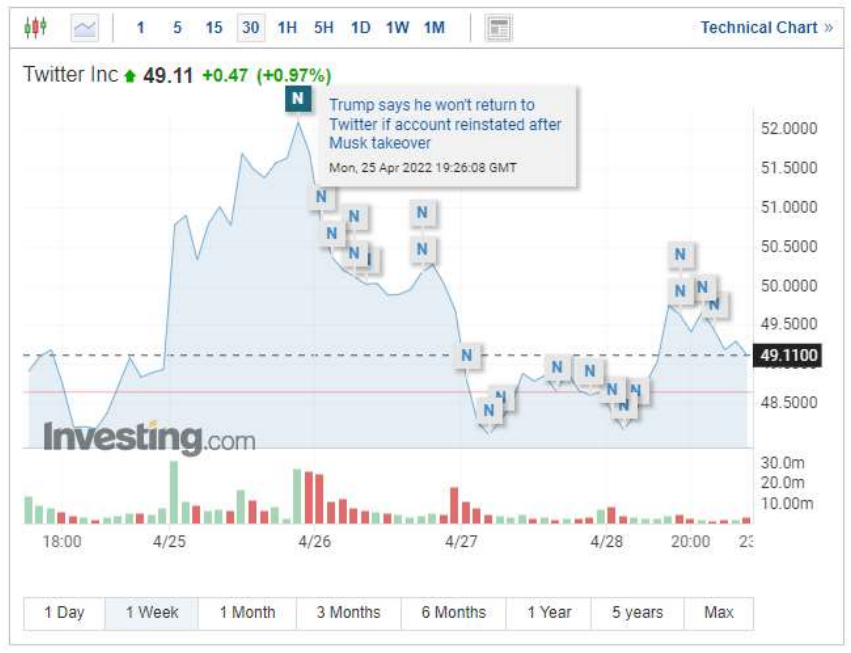 1 5 15 30 1H 5H 1D 1W 1M Technical Chart »
Twitter Inc 49.11 +0.47 (+0.97%)
N
Trump says he won't return to
Twitter if account reinstated after
Musk takeover
Mon, 25 Apr 2022 19:26:08 GMT
52.0000
51.5000
N
51.0000
N N
N
50.5000
N N N
50.0000
N N
N
49.5000
N 49.1100
N N
N N
48.5000
N N
Investing.com
30.0m
20.0m
10.00m
18:00 4/25 4/26 4/27 4/28 20:00
1 Day 1 Week 1 Month 3 Months 6 Months 1 Year 5 years Max